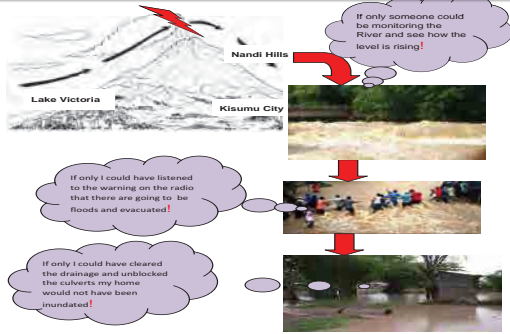 If only someone could
be monitoring the
River and see how the
level is rising!
Nandi Hills
Lake Victoria
Kisumu City
If only I could have listened
to the warning on the radio
that there are going to be
floods and evacuated!
If only I could have cleared
the drainage and unblocked
the culverts my home
would not have been
inundated!